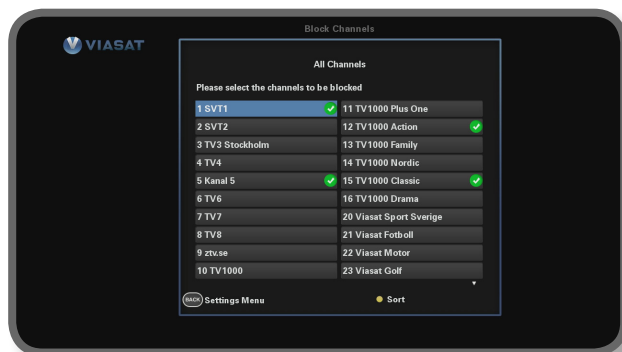 Block Channels
VIASAT
All Channels
Please select the channels to be blocked
1 SVT1
2 SVT2
3 TV3 Stockholm
4 TV4
5 Kanal 5
6 TV6
7 TV7
8 TV8
9 ztv.se
10 TV1000
11 TV1000 Plus One
12 TV1000 Action
13 TV1000 Family
14 TV1000 Nordic
15 TV1000 Classic
16 TV1000 Drama
20 Viasat Sport Sverige
21 Viasat Fotboll
22 Viasat Motor
23 Viasat Golf
BACK Settings Menu
Sort